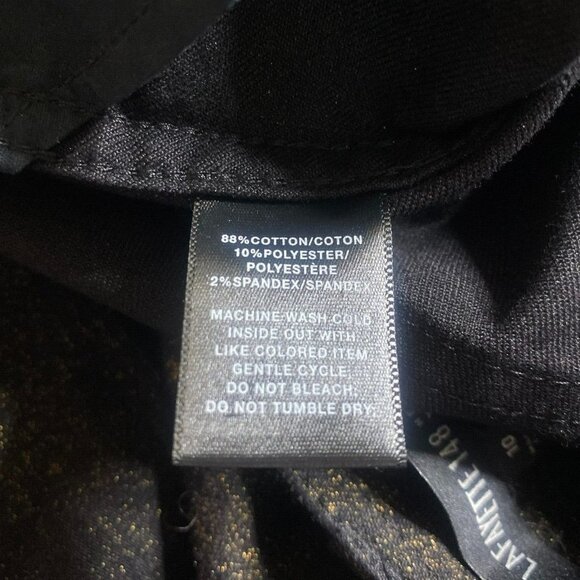 88%COTTON/COTON
10%POLYESTER/
POLYESTÈRE
2%SPANDEX/SPANDEX
MACHINE WASH COLD
INSIDE OUT WITH
LIKE COLORED ITEM
GENTLE CYCLE
DO NOT BLEACH,
DO NOT TUMBLE DRY,
LAFAYETTE 148
10